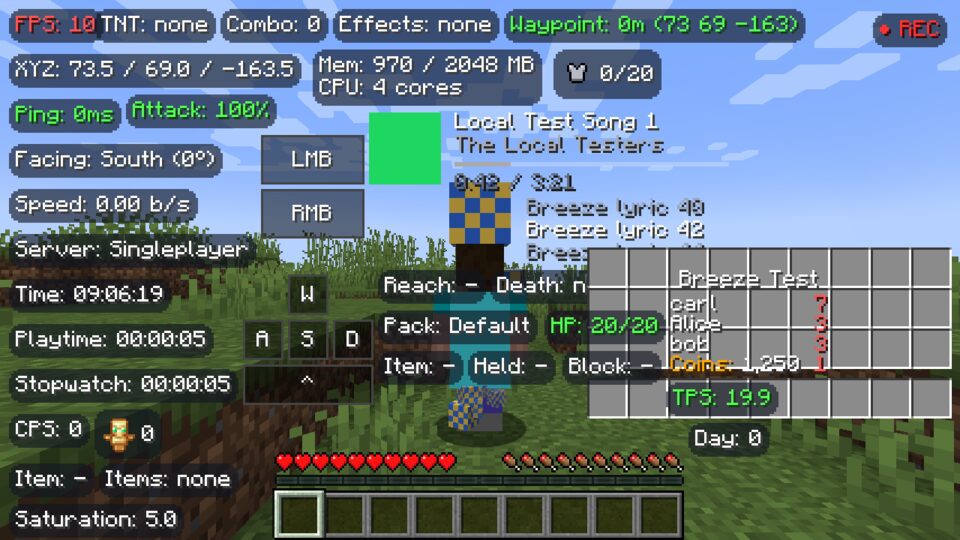 FPS: 10 TNT: none Combo: 0 Effects: none Waypoint: 0m (73 69 -163)
REC
XYZ: 73.5 / 69.0 / -163.5
Mem: 970 / 2048 MB
CPU: 4 cores
0/20
Ping: 0ms
Attack: 100%
Local Test Song 1
The Local Testers
0:42 / 3:21
LMB
RMB
Facing: South (0°)
Speed: 0.00 b/s
Breeze lyric 40
Breeze lyric 42
Breeze lyric 44
Server: Singleplayer
Breeze Test
carl 7
Alice 3
bob 3
Coins: 1,250 1
Time: 09:06:19
W
Reach: - Death: n
Playtime: 00:00:05
A S D
Pack: Default HP: 20/20
Stopwatch: 00:00:05
^
Item: - Held: - Block: -
TPS: 19.9
CPS: 0
0
Day: 0
Item: - Items: none
Saturation: 5.0